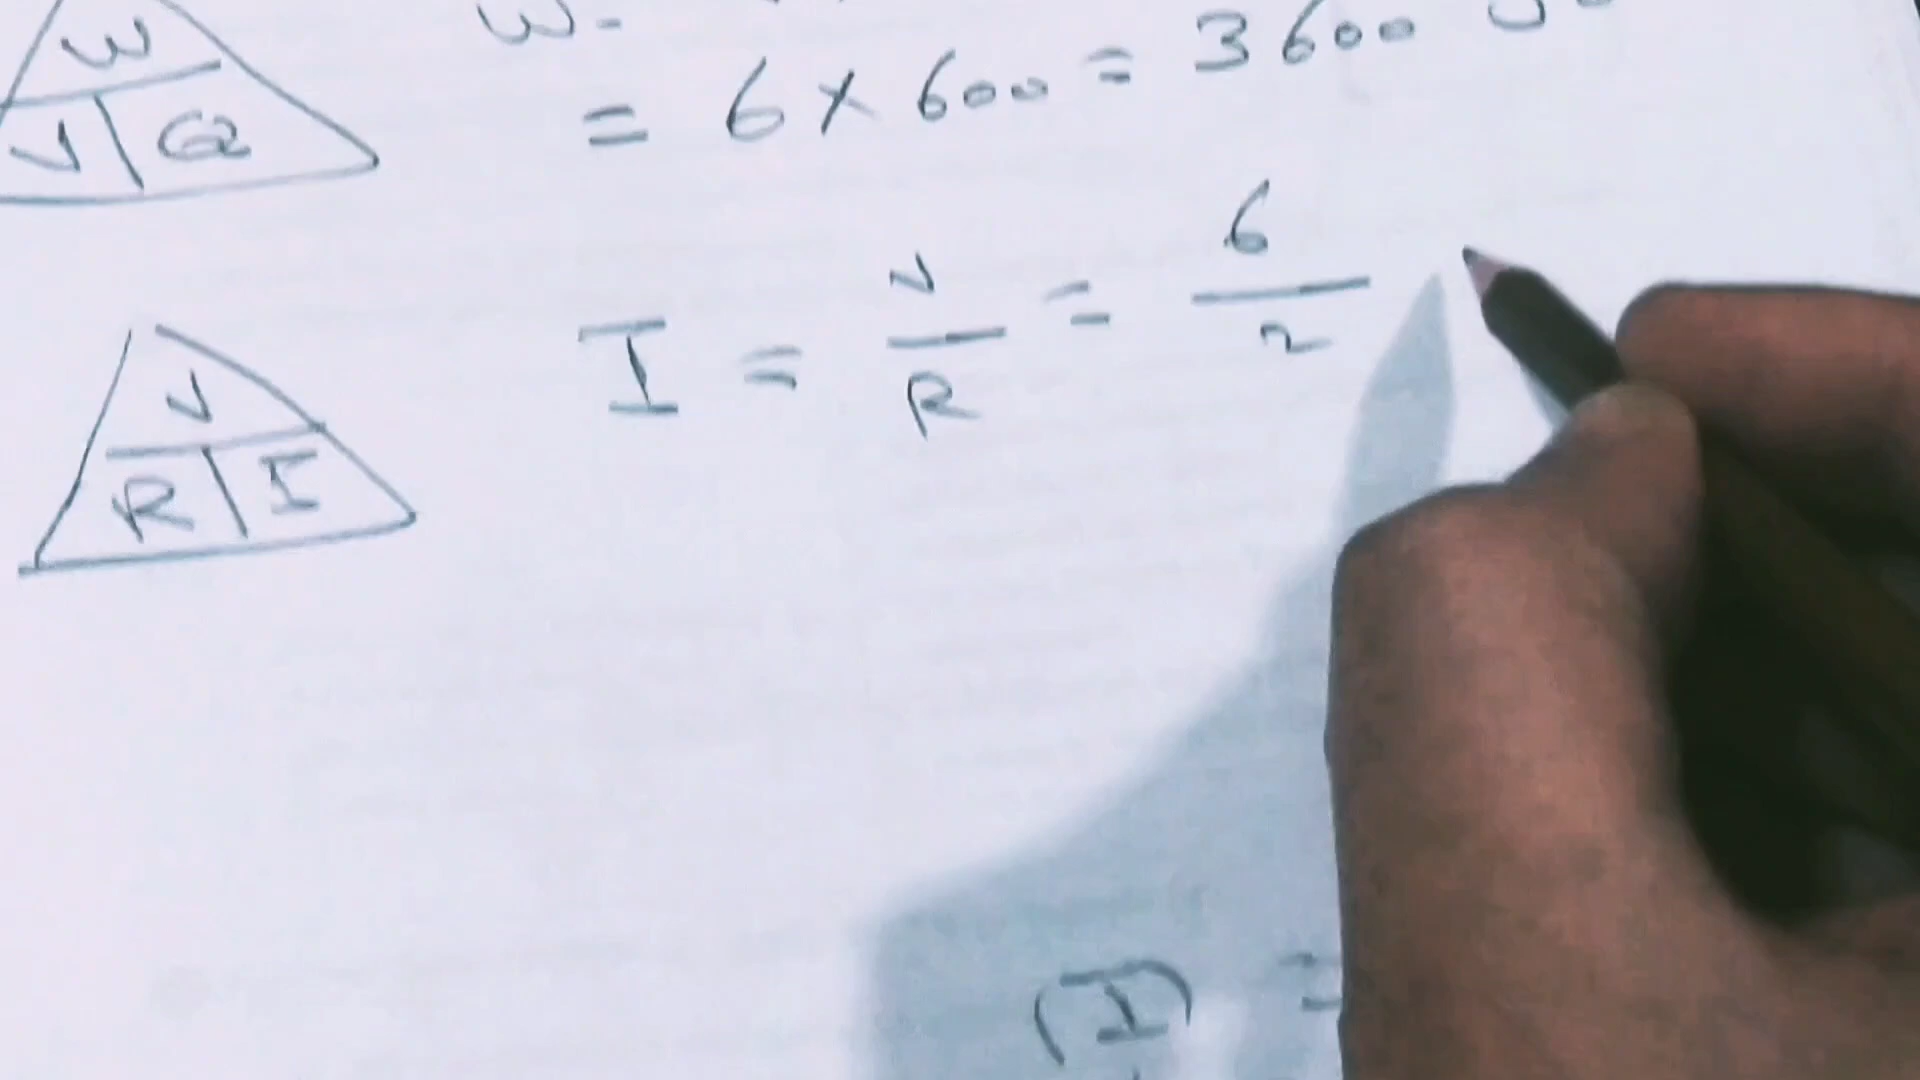 W
V Q
W =
= 6 × 600 = 3600
V
R I
I = V/R = 6/2
(I) =